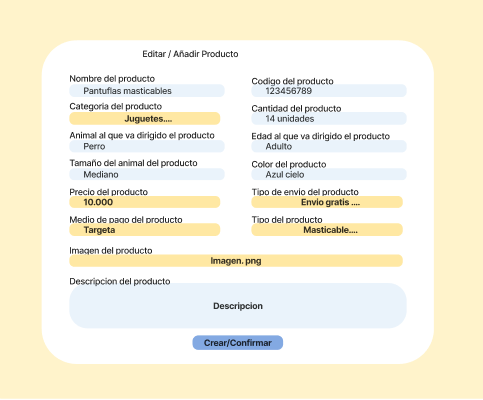 Editar / Añadir Producto
Nombre del producto
Pantuflas masticables
Codigo del producto
123456789
Categoria del producto
Juguetes....
Cantidad del producto
14 unidades
Animal al que va dirigido el producto
Perro
Edad al que va dirigido el producto
Adulto
Tamaño del animal del producto
Mediano
Color del producto
Azul cielo
Precio del producto
10.000
Tipo de envio del producto
Envio gratis ....
Medio de pago del producto
Targeta
Tipo del producto
Masticable....
Imagen del producto
Imagen. png
Descripcion del producto
Descripcion
Crear/Confirmar